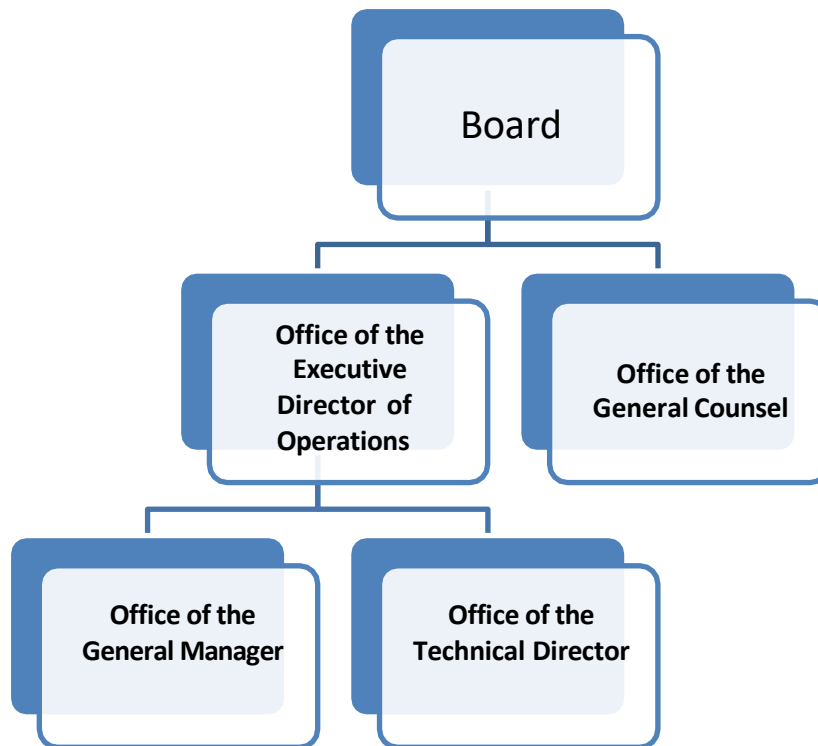 Board
Office of the
Executive
Director of
Operations
Office of the
General Counsel
Office of the
General Manager
Office of the
Technical Director